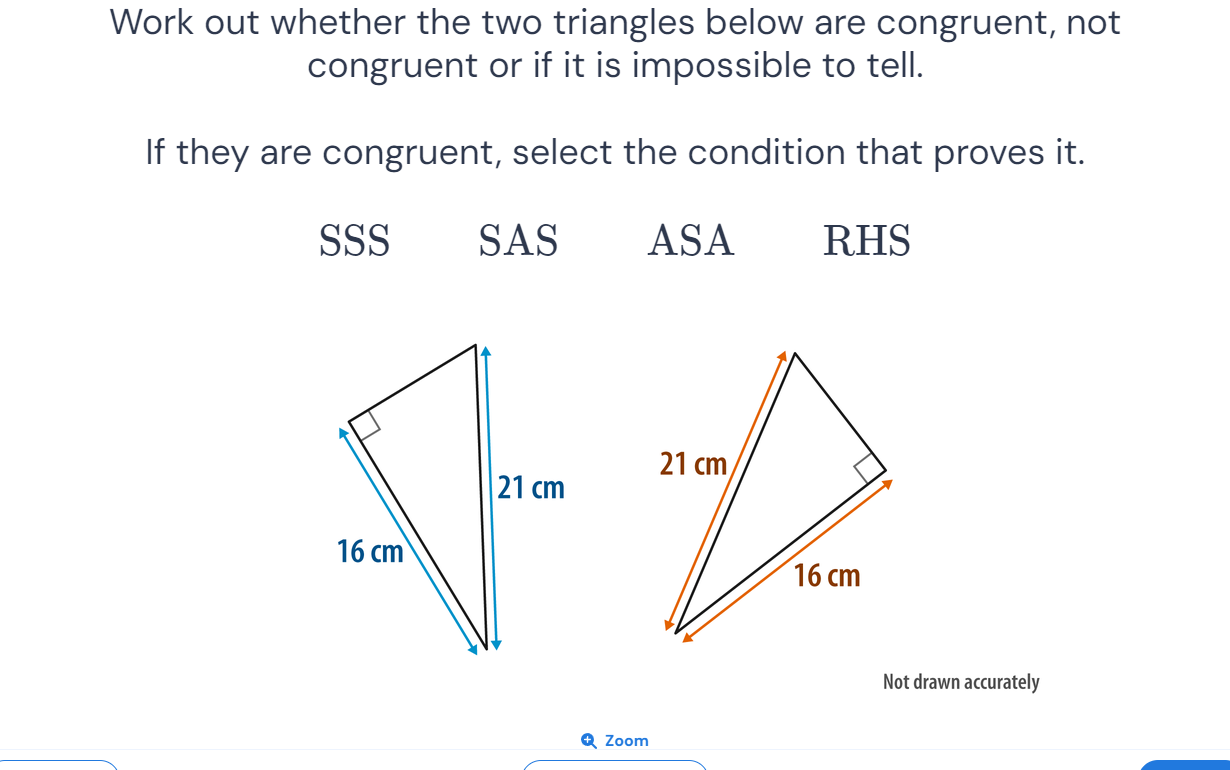 Work out whether the two triangles below are congruent, not
congruent or if it is impossible to tell.
If they are congruent, select the condition that proves it.
SSS SAS ASA RHS
21 cm
21 cm
16 cm
16 cm
Not drawn accurately
Zoom